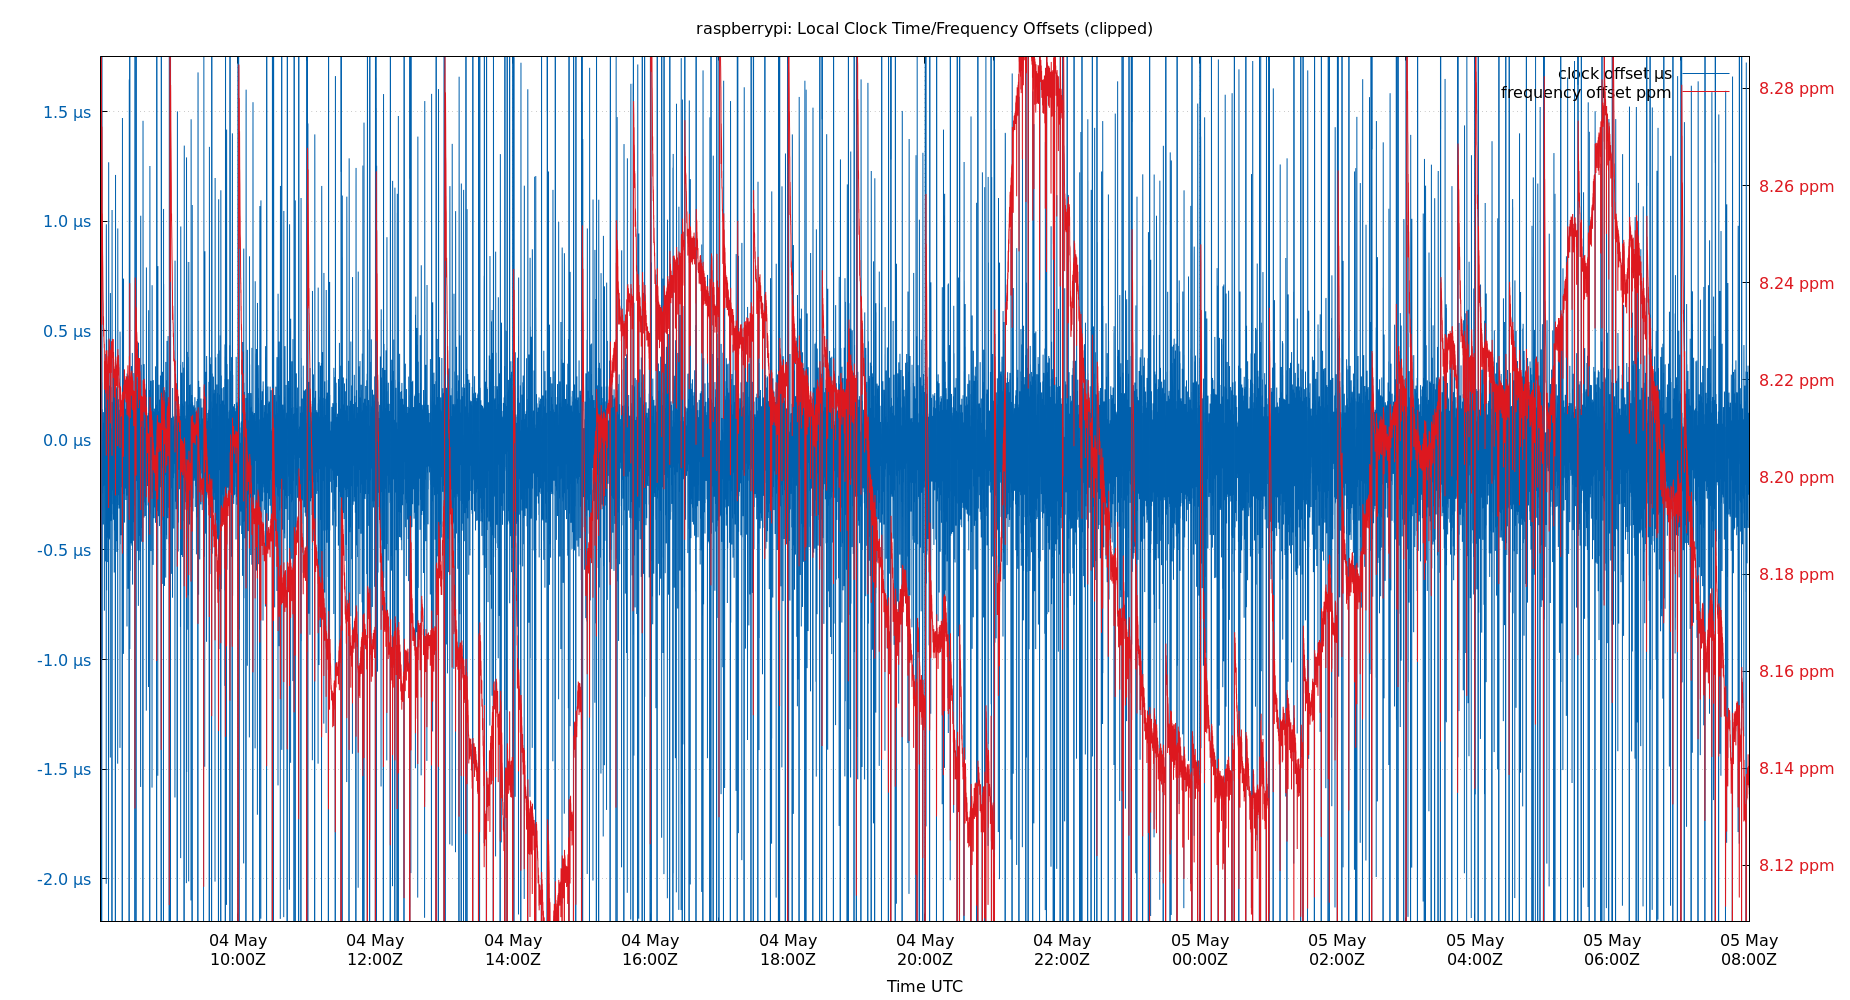 raspberrypi: Local Clock Time/Frequency Offsets (clipped)
clock offset µs
frequency offset ppm
1.5 µs
1.0 µs
0.5 µs
0.0 µs
-0.5 µs
-1.0 µs
-1.5 µs
-2.0 µs
8.28 ppm
8.26 ppm
8.24 ppm
8.22 ppm
8.20 ppm
8.18 ppm
8.16 ppm
8.14 ppm
8.12 ppm
04 May 04 May 04 May 04 May 04 May 04 May 04 May 05 May 05 May 05 May 05 May 05 May
10:00Z 12:00Z 14:00Z 16:00Z 18:00Z 20:00Z 22:00Z 00:00Z 02:00Z 04:00Z 06:00Z 08:00Z
Time UTC